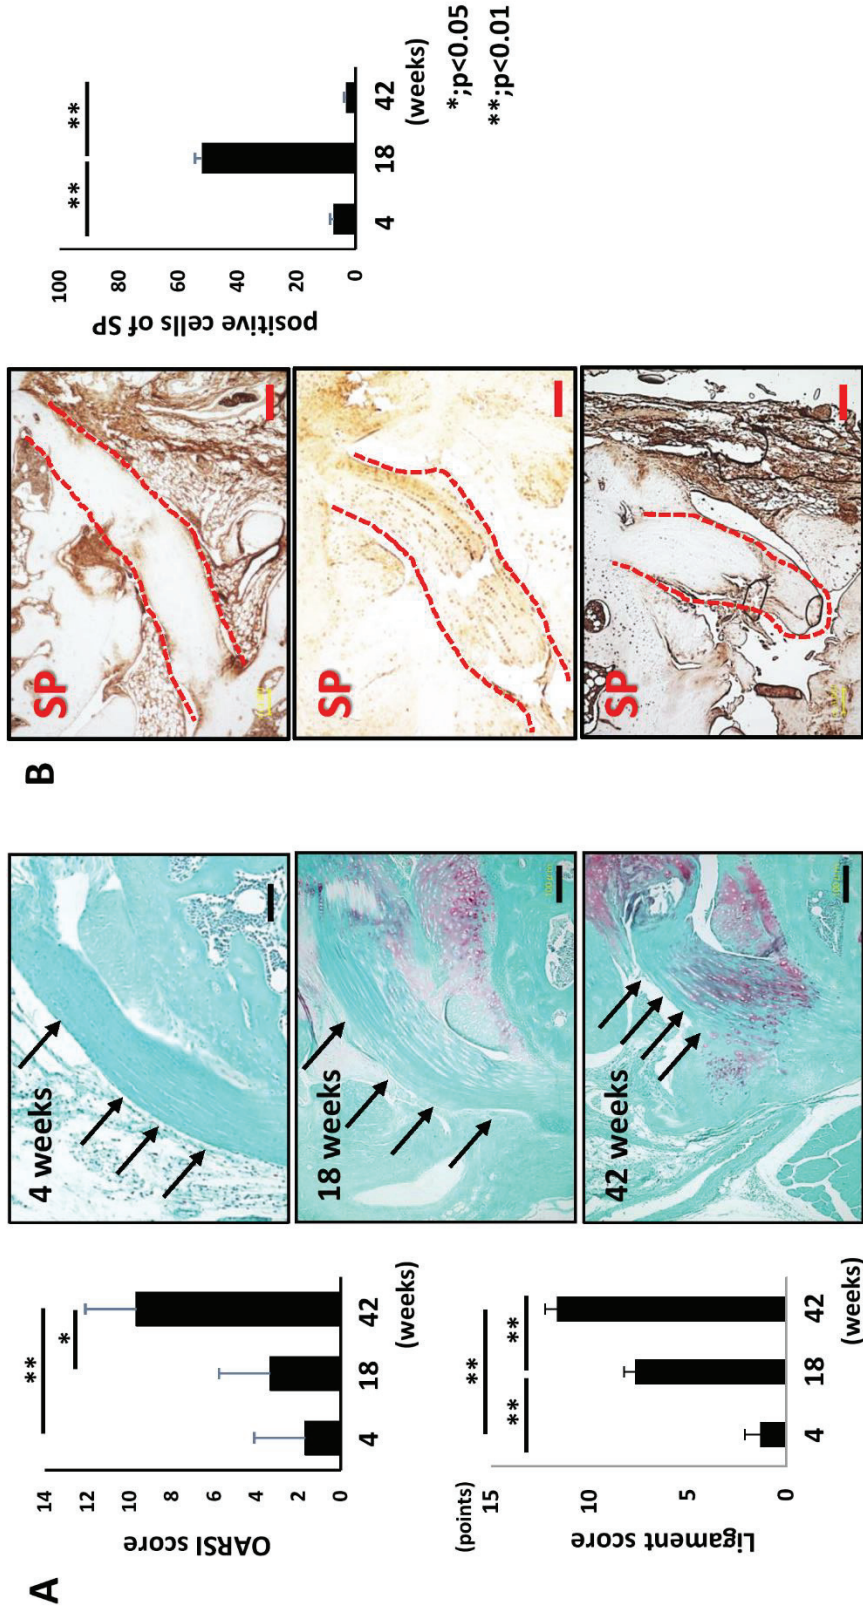 A
OARSI score
14
12
10
8
6
4
2
0
**
*
4
18
42
(weeks)
(points)
Ligament score
15
10
5
0
**
**
**
4
18
42
(weeks)
4 weeks
18 weeks
42 weeks
B
SP
SP
SP
positive cells of SP
100
80
60
40
20
0
**
**
4
18
42
(weeks)
*;p<0.05
**;p<0.01